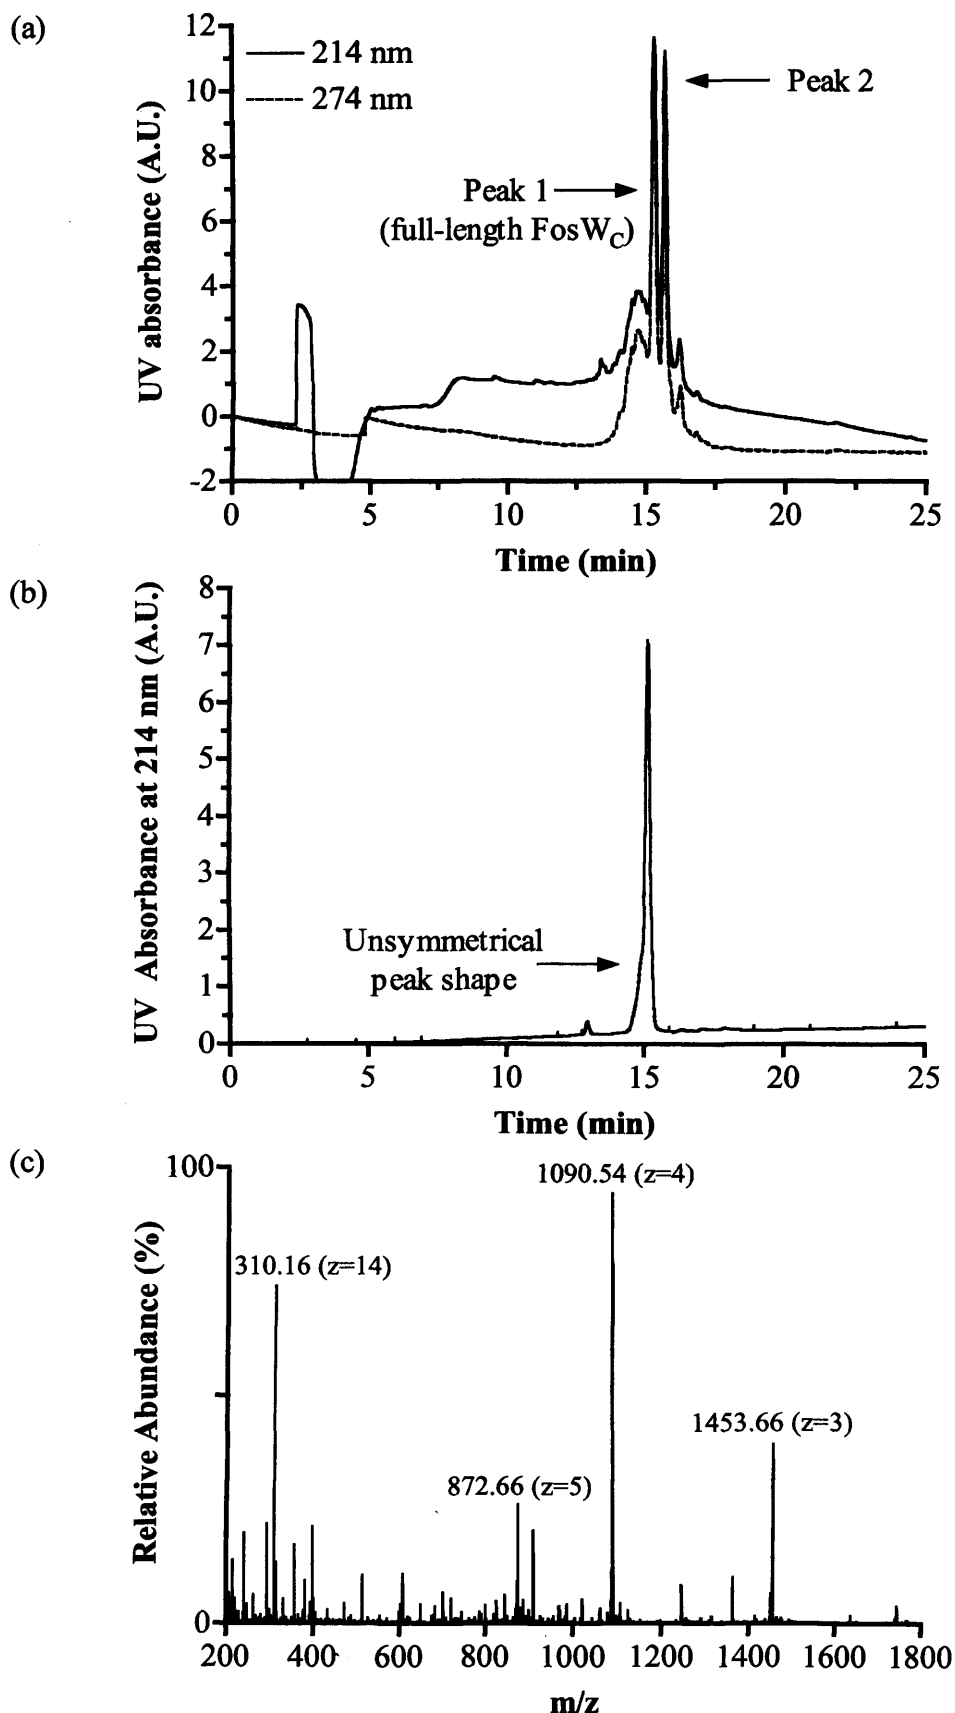 (a)
12
10
8
6
4
2
0
-2
UV absorbance (A.U.)
214 nm
274 nm
Peak 1
(full-length FosWC)
Peak 2
0 5 10 15 20 25
Time (min)
(b)
8
7
6
5
4
3
2
1
0
UV Absorbance at 214 nm (A.U.)
Unsymmetrical
peak shape
0 5 10 15 20 25
Time (min)
(c)
100
0
Relative Abundance (%)
310.16 (z=14)
872.66 (z=5)
1090.54 (z=4)
1453.66 (z=3)
200 400 600 800 1000 1200 1400 1600 1800
m/z